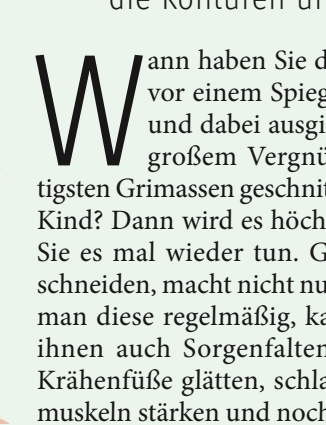 die Konturen u
Wann haben Sie d
vor einem Spieg
und dabei ausgi
großem Vergnü
tigsten Grimassen geschnit
Kind? Dann wird es höch
Sie es mal wieder tun. G
schneiden, macht nicht nu
man diese regelmäßig, ka
ihnen auch Sorgenfalten
Krähenfüße glätten, schla
muskeln stärken und noch